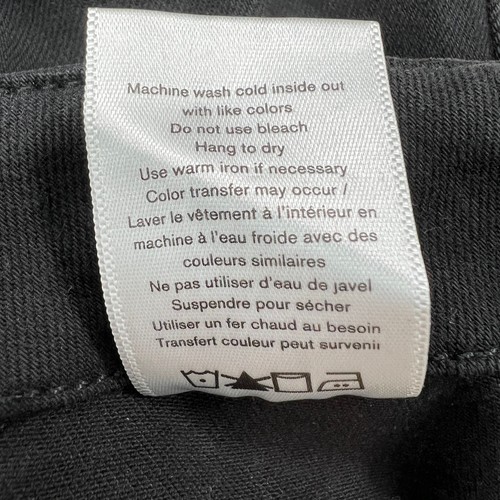 Machine wash cold inside out
with like colors
Do not use bleach
Hang to dry
Use warm iron if necessary
Color transfer may occur /
Laver le vêtement à l'intérieur en
machine à l'eau froide avec des
couleurs similaires
Ne pas utiliser d'eau de javel
Suspendre pour sécher
Utiliser un fer chaud au besoin
Transfert couleur peut survenir